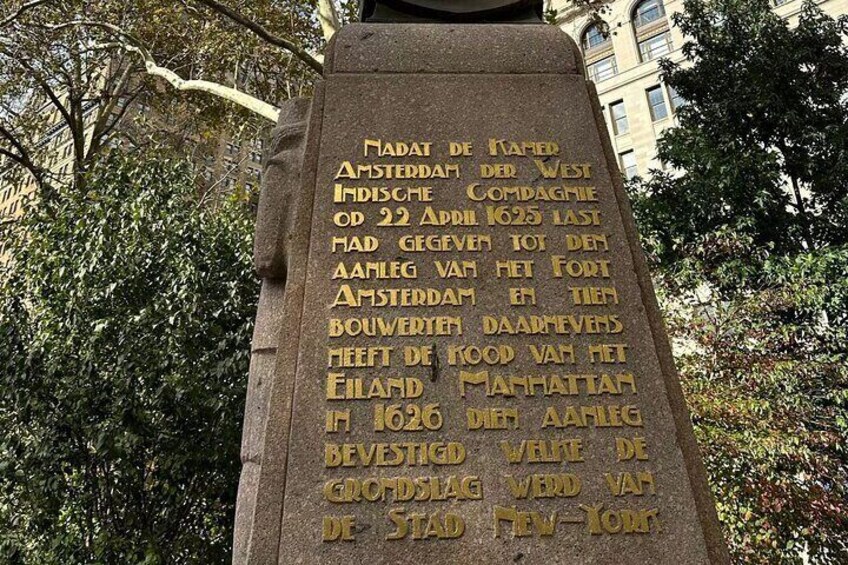 Nadat de Kamer
Amsterdam der West
Indische Compagnie
op 22 April 1625 last
had gegeven tot den
aanleg van het Fort
Amsterdam en tien
bouweryen daarnevens
heeft de koop van het
Eiland Manhattan
in 1626 dien aanleg
bevestigd welke de
grondslag werd van
de Stad New-York